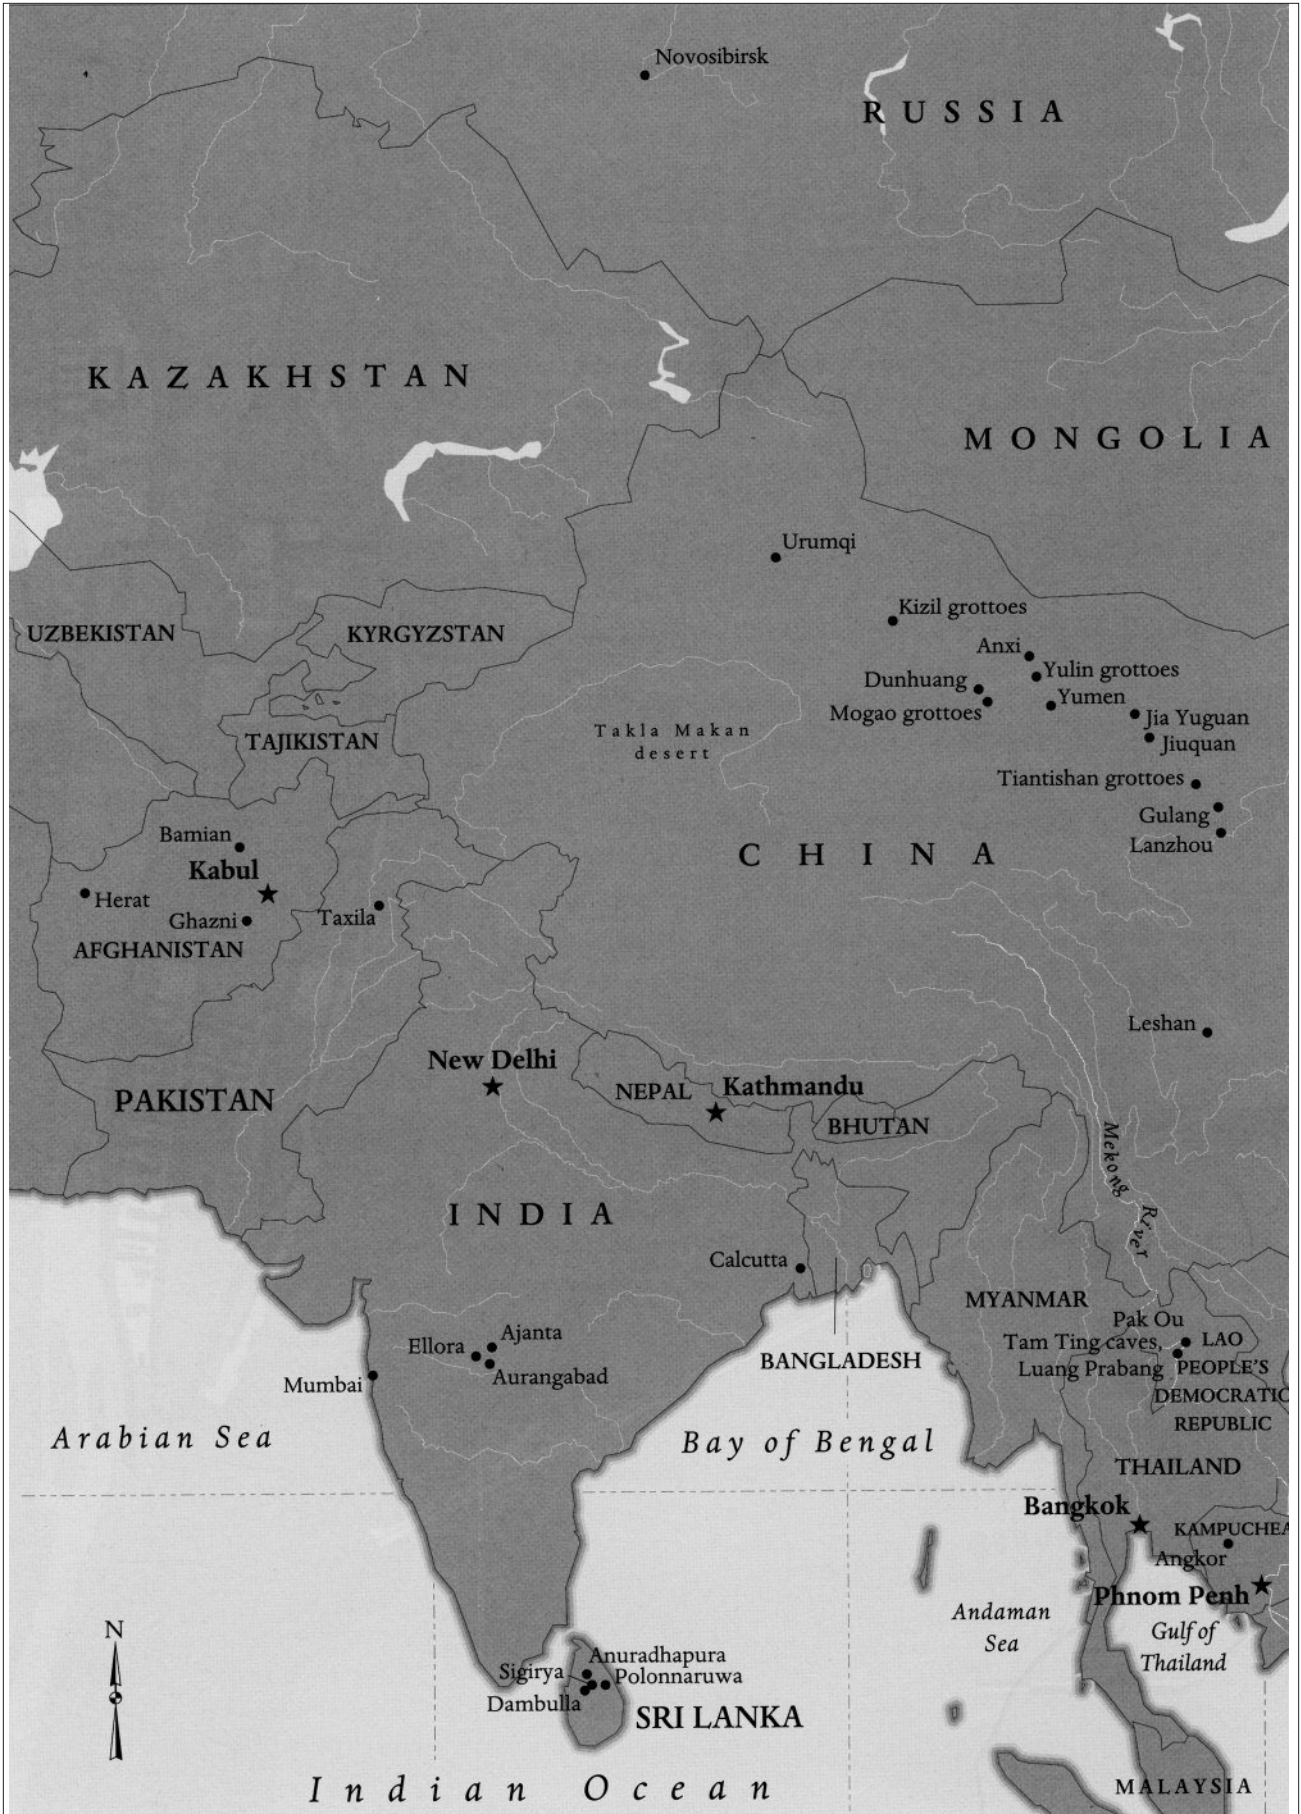 Novosibirsk
RUSSIA
KAZAKHSTAN
MONGOLIA
Urumqi
Kizil grottoes
UZBEKISTAN
KYRGYZSTAN
Anxi
Yulin grottoes
Dunhuang
Yumen
Mogao grottoes
Jia Yuguan
Takla Makan
desert
TAJIKISTAN
Jiuquan
Tiantishan grottoes
Gulang
Bamian
Lanzhou
CHINA
Kabul
Herat
Ghazni
Taxila
AFGHANISTAN
Leshan
New Delhi
PAKISTAN
NEPAL
Kathmandu
BHUTAN
Mekong River
INDIA
Calcutta
MYANMAR
Pak Ou
Tam Ting caves,
Luang Prabang
LAO
PEOPLE'S
DEMOCRATIC
REPUBLIC
Ajanta
Ellora
Aurangabad
BANGLADESH
Mumbai
Arabian Sea
Bay of Bengal
THAILAND
Bangkok
KAMPUCHEA
Angkor
Phnom Penh
Andaman
Sea
Gulf of
Thailand
N
Anuradhapura
Sigirya
Polonnaruwa
Dambulla
SRI LANKA
Indian Ocean
MALAYSIA